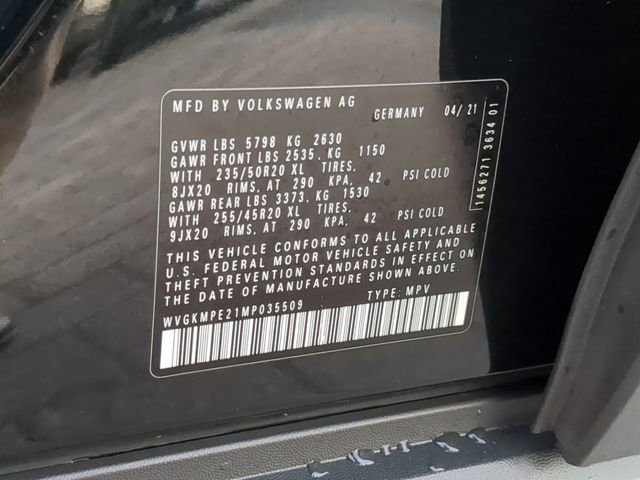 MFD BY VOLKSWAGEN AG GERMANY 04/21
GVWR LBS 5798 KG 2630
GAWR FRONT LBS 2535, KG 1150
WITH 235/50R20 XL TIRES,
8JX20 RIMS, AT 290 KPA, 42 PSI COLD
GAWR REAR LBS 3373, KG 1530
WITH 255/45R20 XL TIRES,
9JX20 RIMS, AT 290 KPA, 42 PSI COLD
THIS VEHICLE CONFORMS TO ALL APPLICABLE
U.S. FEDERAL MOTOR VEHICLE SAFETY AND
THEFT PREVENTION STANDARDS IN EFFECT ON
THE DATE OF MANUFACTURE SHOWN ABOVE.
WVGKMPE21MP035509 TYPE: MPV
1456271 3634 01